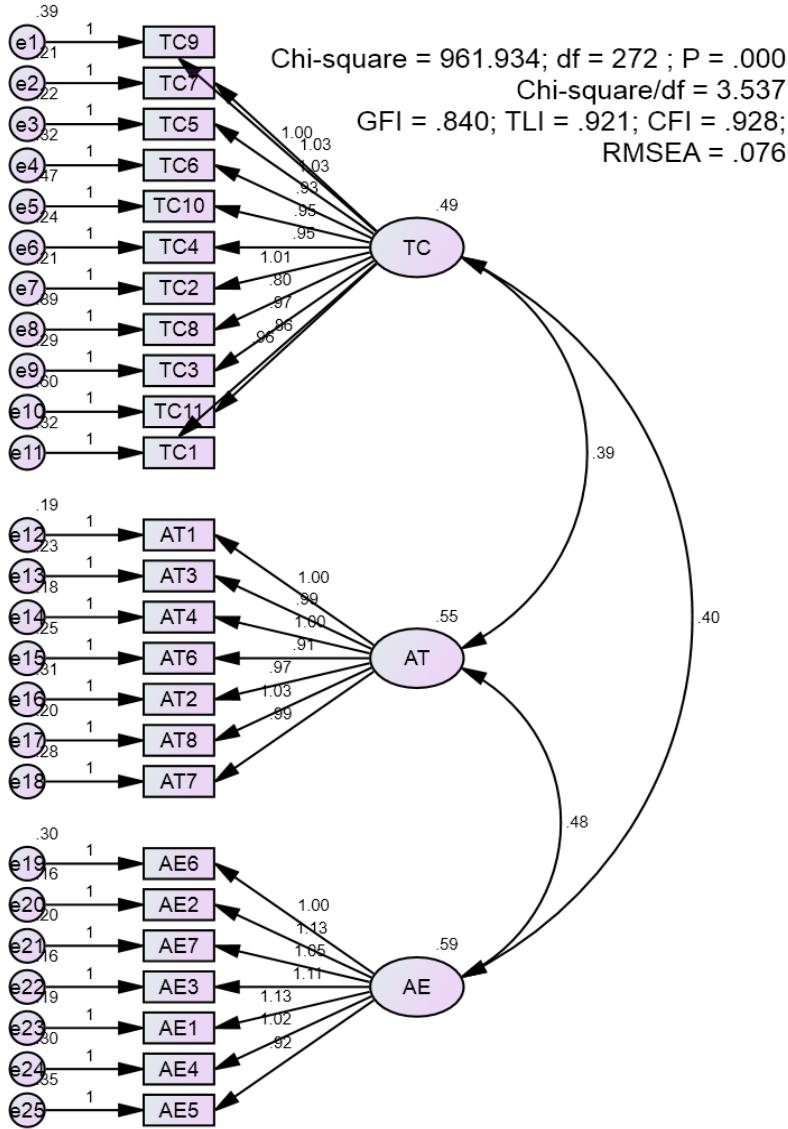 Chi-square = 961.934; df = 272 ; P = .000
Chi-square/df = 3.537
GFI = .840; TLI = .921; CFI = .928;
RMSEA = .076
.39
e1 1 TC9
.21
e2 1 TC7
.22
e3 1 TC5
.32
e4 1 TC6
.47
e5 1 TC10
.24
e6 1 TC4
.21
e7 1 TC2
.39
e8 1 TC8
.29
e9 1 TC3
.60
e10 1 TC11
.32
e11 1 TC1
1.00
1.03
1.03
.93
.95
.95
1.01
.80
.97
.96
.96
.49
TC
.39
.40
.19
e12 1 AT1
.23
e13 1 AT3
.18
e14 1 AT4
.25
e15 1 AT6
.31
e16 1 AT2
.20
e17 1 AT8
.28
e18 1 AT7
1.00
.99
1.00
.91
.97
1.03
.99
.55
AT
.48
.30
e19 1 AE6
.16
e20 1 AE2
.20
e21 1 AE7
.16
e22 1 AE3
.19
e23 1 AE1
.30
e24 1 AE4
.35
e25 1 AE5
1.00
1.13
1.05
1.11
1.13
1.02
.92
.59
AE